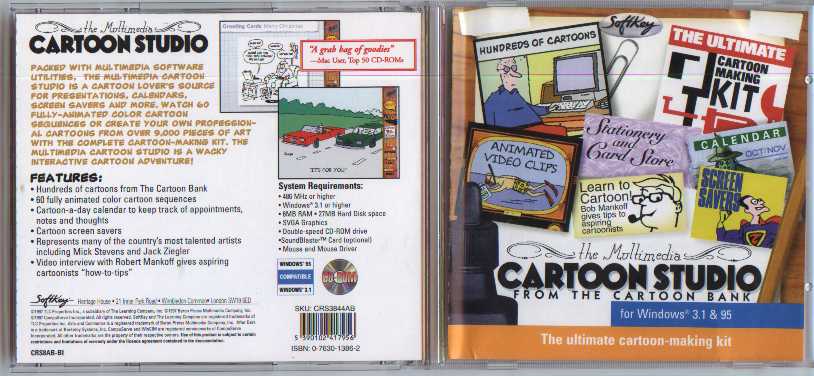 the Multimedia
CARTOON STUDIO
PACKED WITH MULTIMEDIA SOFTWARE
UTILITIES, THE MULTIMEDIA CARTOON
STUDIO IS A CARTOON LOVER'S SOURCE
FOR PRESENTATIONS, CALENDARS,
SCREEN SAVERS AND MORE. WATCH 60
FULLY-ANIMATED COLOR CARTOON
SEQUENCES OR CREATE YOUR OWN PROFESSION-
AL CARTOONS FROM OVER 9,000 PIECES OF ART
WITH THE COMPLETE CARTOON-MAKING KIT. THE
MULTIMEDIA CARTOON STUDIO IS A WACKY
INTERACTIVE CARTOON ADVENTURE!
FEATURES:
• Hundreds of cartoons from The Cartoon Bank
• 60 fully animated color cartoon sequences
• Cartoon-a-day calendar to keep track of appointments,
notes and thoughts
• Cartoon screen savers
• Represents many of the country's most talented artists
including Mick Stevens and Jack Ziegler
• Video interview with Robert Mankoff gives aspiring
cartoonists "how-to-tips"
SoftKey
Heritage House • 21 Inner Park Road • Wimbledon Common • London SW19 6ED
CRS8AB-BI
Greeting Cards: Merry Christmas
"A grab bag of goodies"
—Mac User, Top 50 CD-ROMs
"IT'S FOR YOU"
System Requirements:
• 486 MHz or higher
• Windows® 3.1 or higher
• 8MB RAM • 27MB Hard Disk space
• SVGA Graphics
• Double-speed CD-ROM drive
• SoundBlaster™ Card (optional)
• Mouse and Mouse Driver
WINDOWS 95
COMPATIBLE
WINDOWS 3.1
CD-ROM
SKU: CRS3844AB
5 390102 417956
ISBN: 0-7630-1386-2
SoftKey
HUNDREDS OF CARTOONS
THE ULTIMATE
CARTOON
MAKING
KIT
Stationery
and
Card Store
CALENDAR
OCT/NOV
ANIMATED
VIDEO CLIPS
Learn to
Cartoon!
Bob Mankoff
gives tips to
aspiring
cartoonists
SCREEN
SAVERS
the Multimedia
CARTOON STUDIO
FROM THE CARTOON BANK
for Windows® 3.1 & 95
The ultimate cartoon-making kit